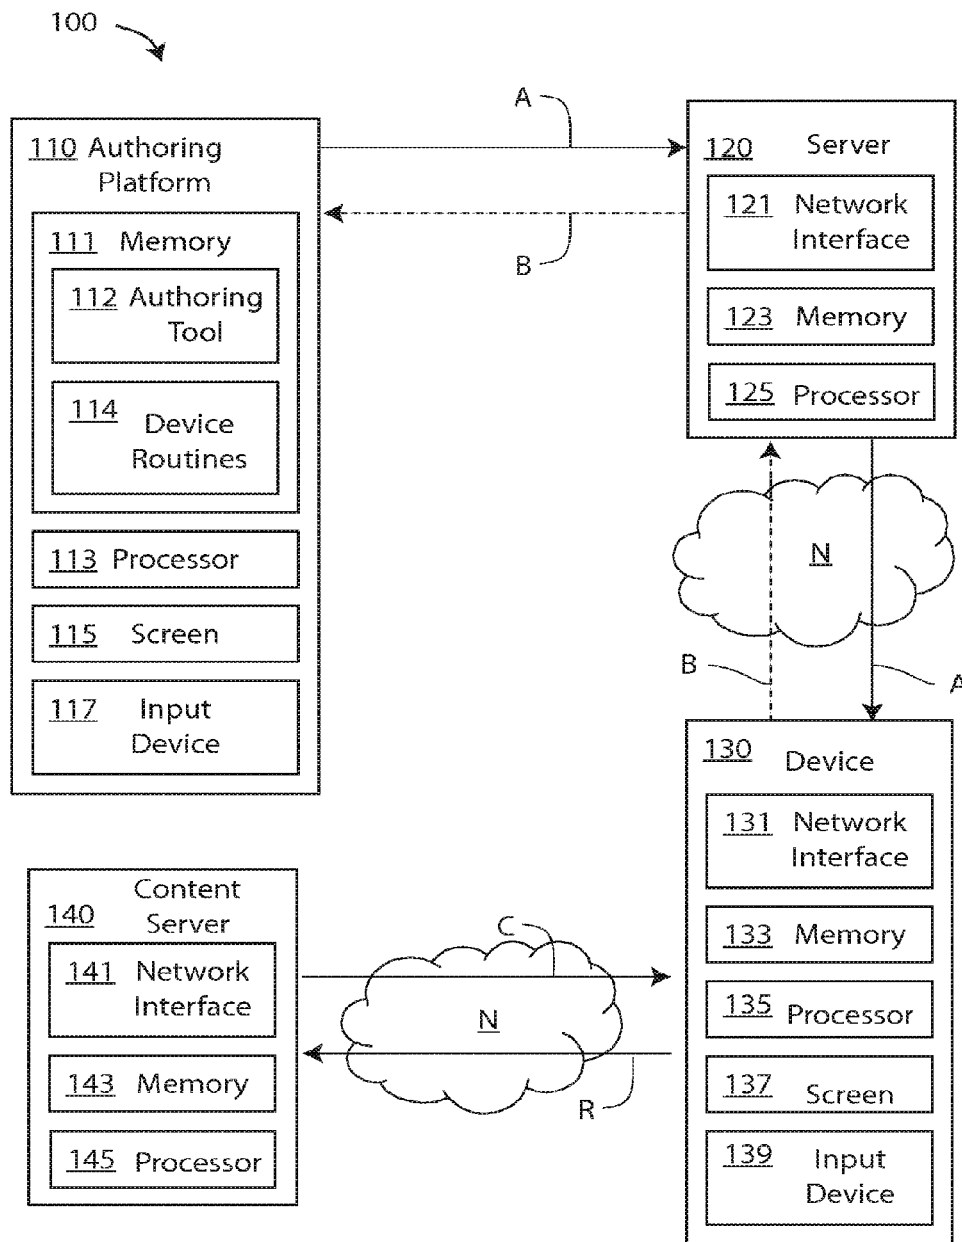 100
110 Authoring
Platform
111 Memory
112 Authoring
Tool
114
Device
Routines
113 Processor
115 Screen
117 Input
Device
A
B
120 Server
121 Network
Interface
123 Memory
125 Processor
N
B
A
130 Device
131 Network
Interface
133 Memory
135 Processor
137 Screen
139 Input
Device
140 Content
Server
141 Network
Interface
143 Memory
145 Processor
C
N
R